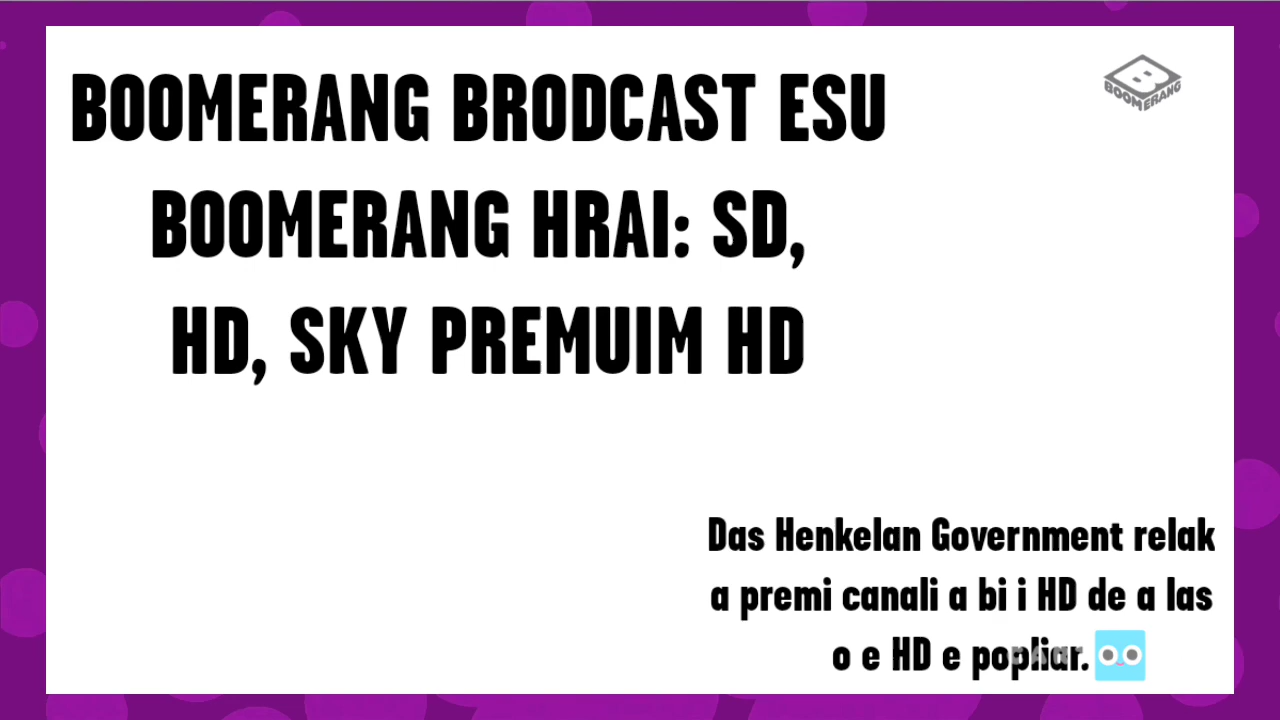 BOOMERANG BRODCAST ESU
BOOMERANG
BOOMERANG HRAI: SD,
HD, SKY PREMUIM HD
Das Henkelan Government relak
a premi canali a bi i HD de a las
o e HD e popliar.